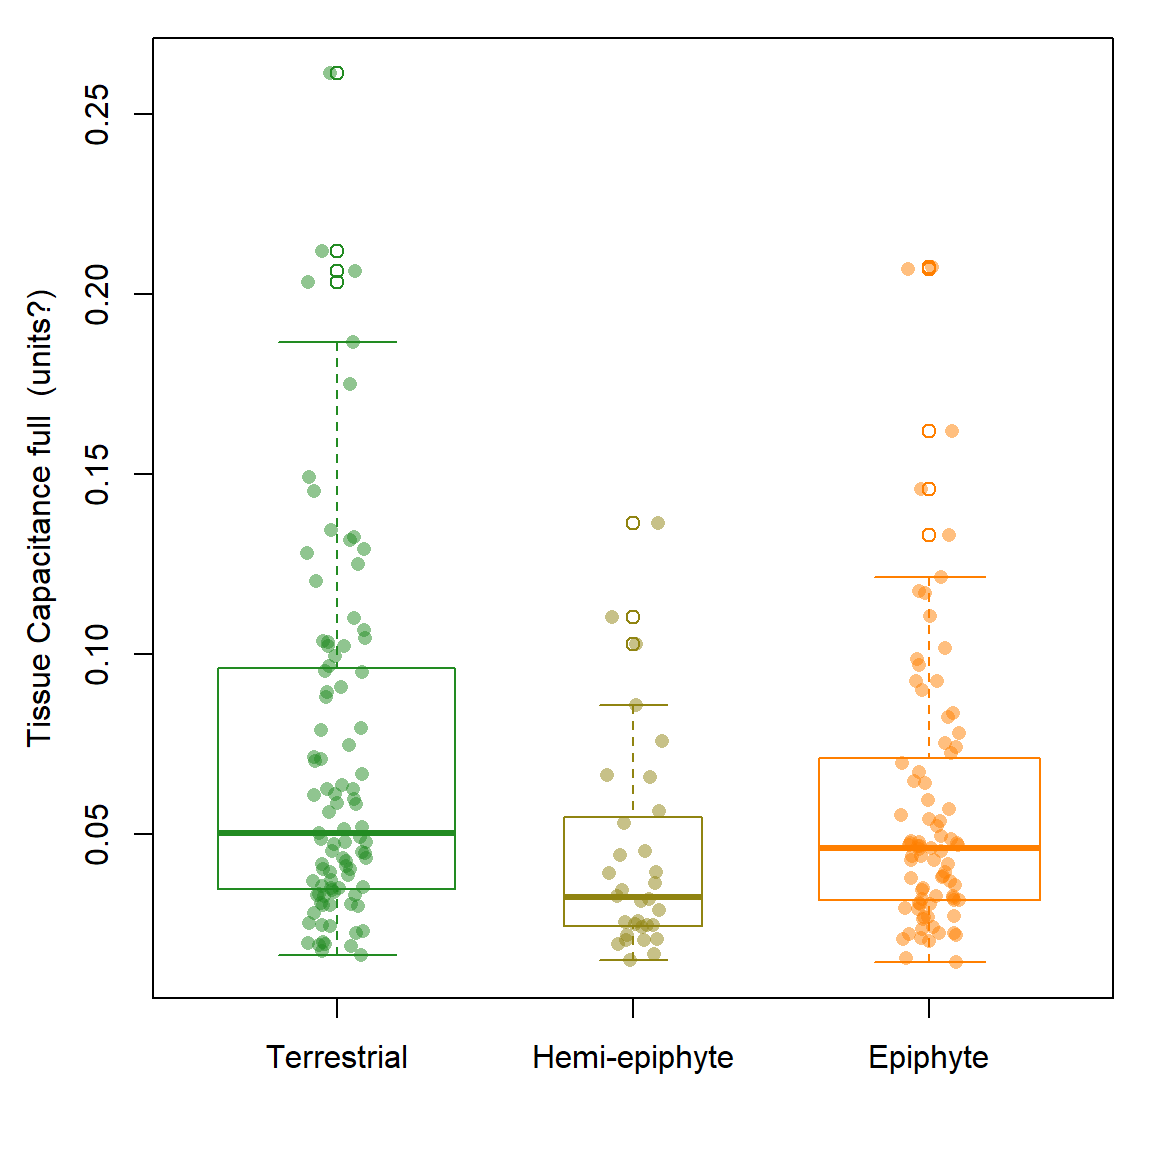 Tissue Capacitance full  (units?)
0.25
0.20
0.15
0.10
0.05
Terrestrial
Hemi-epiphyte
Epiphyte